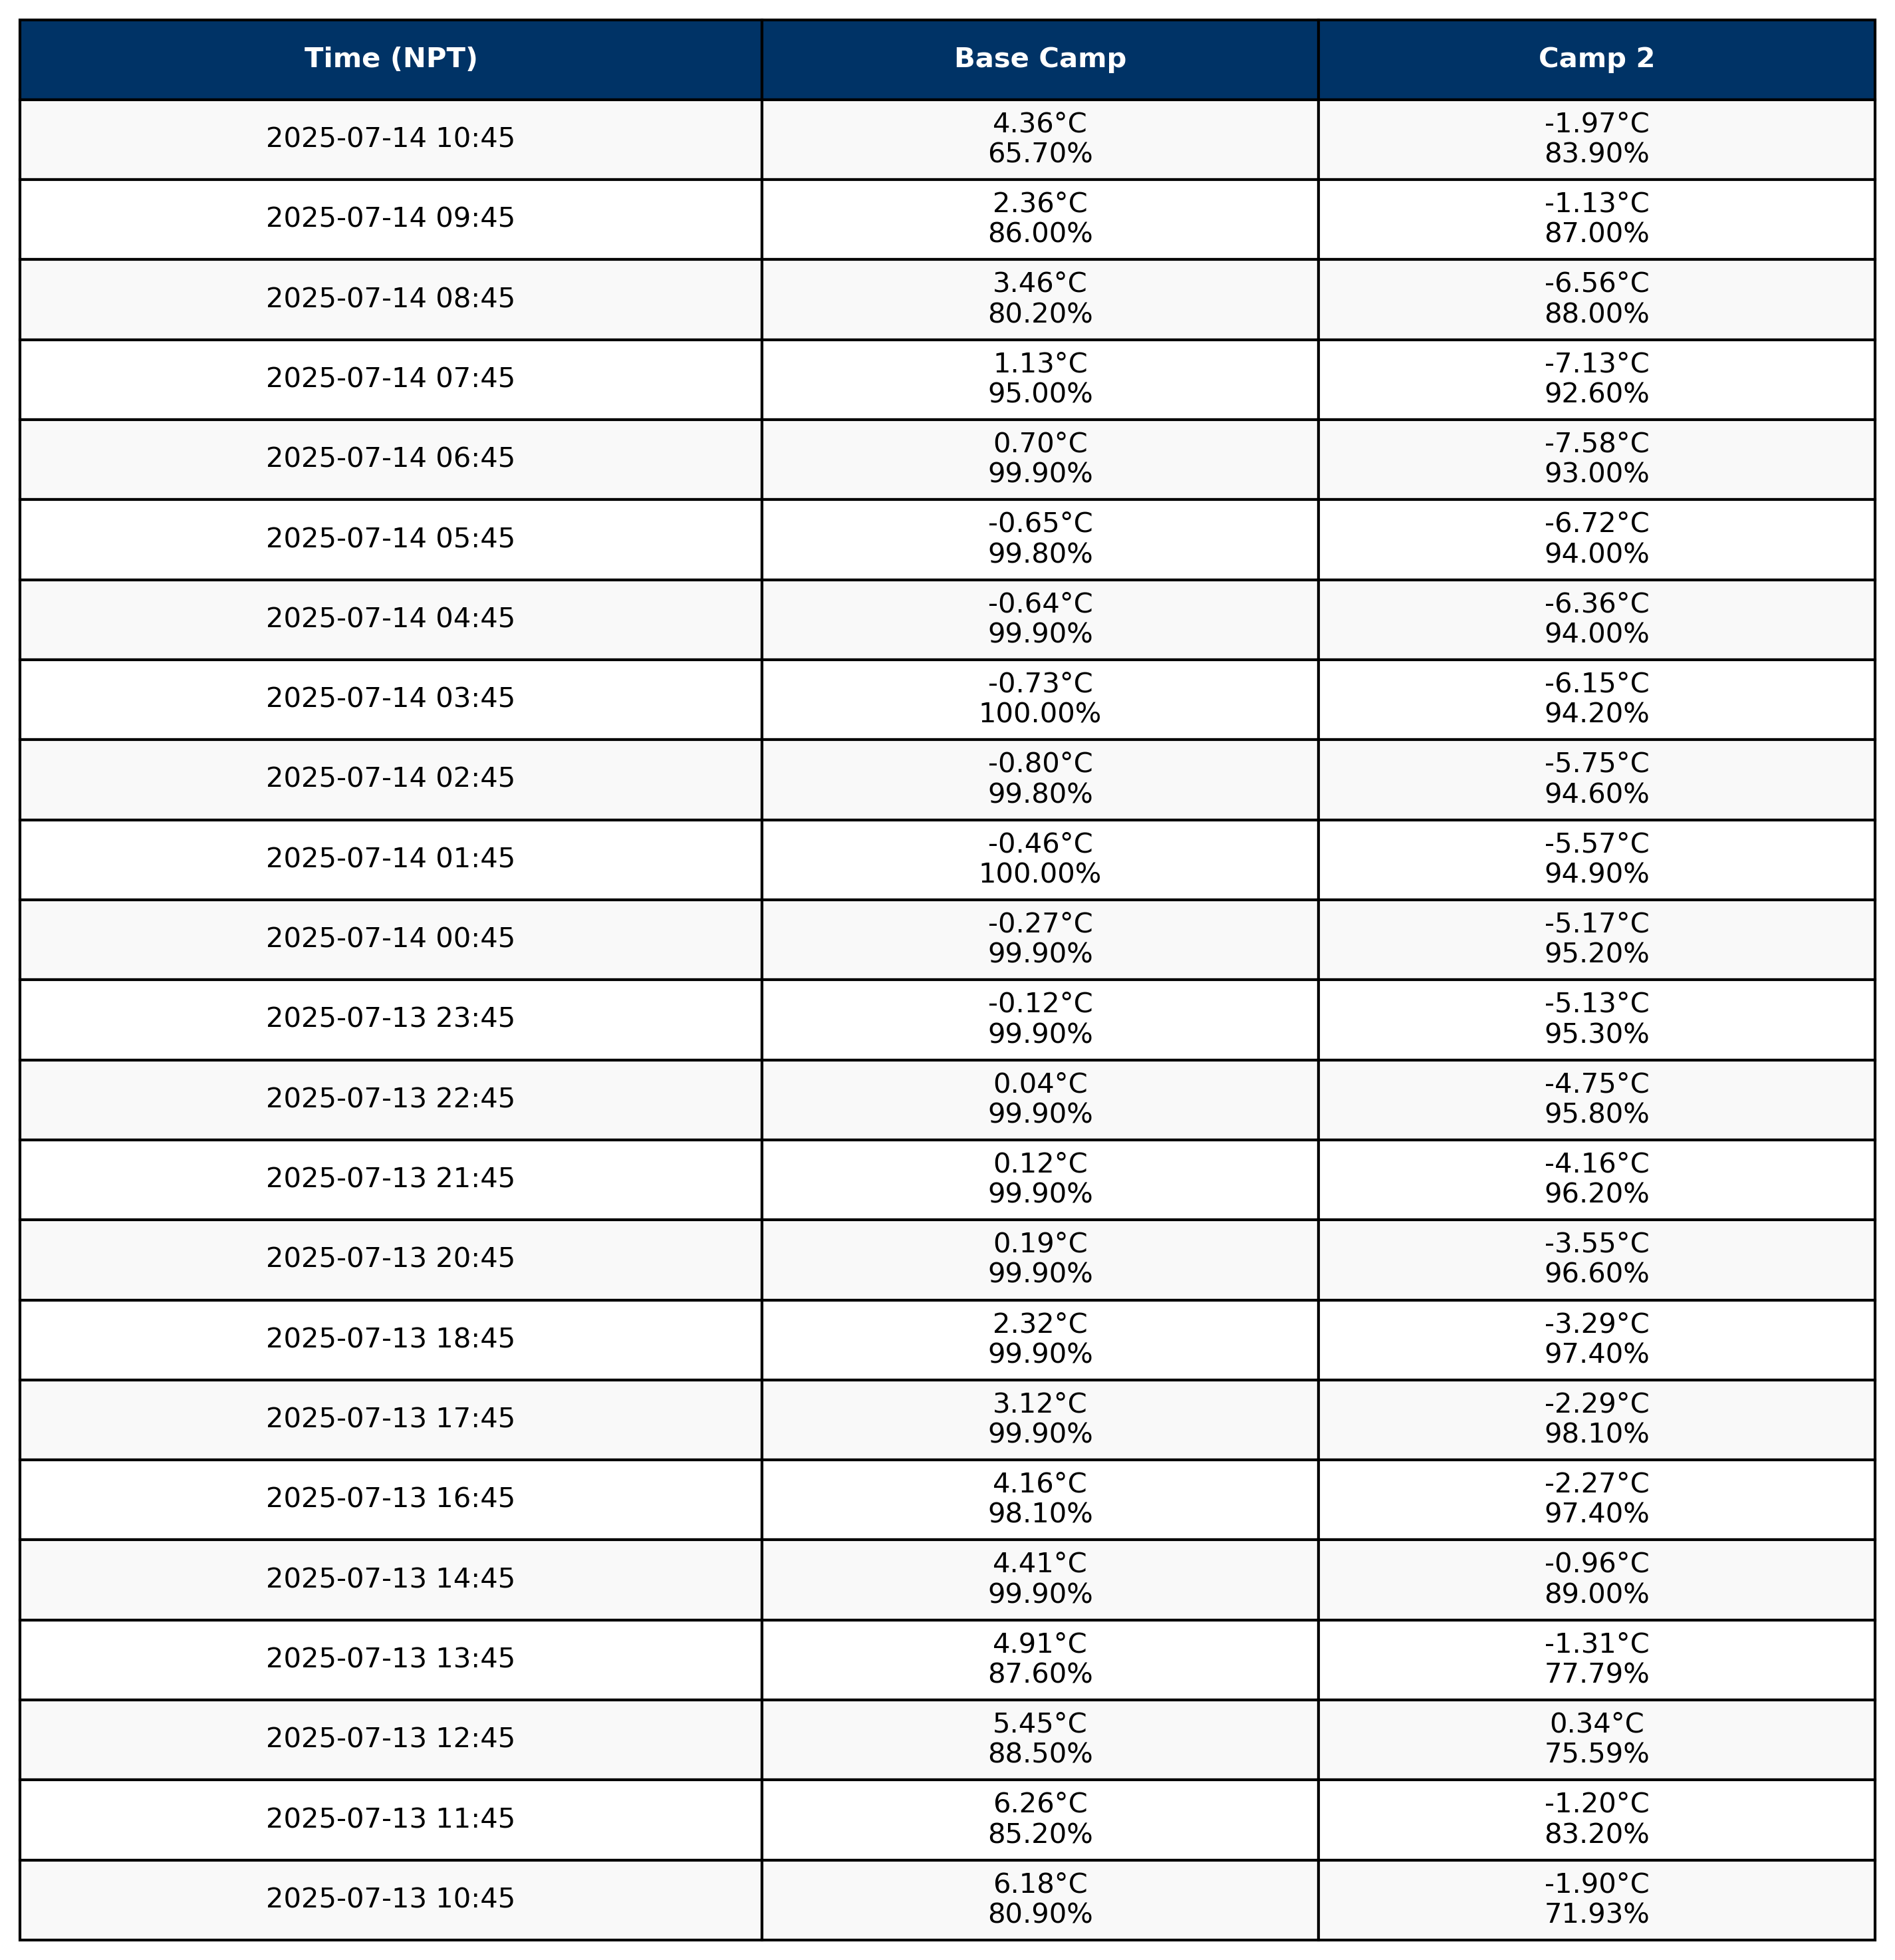 Time (NPT) Base Camp Camp 2
4.36°C -1.97°C
2025-07-14 10:45
65.70% 83.90%
2.36°C -1.13°C
2025-07-14 09:45
86.00% 87.00%
3.46°C -6.56°C
2025-07-14 08:45
80.20% 88.00%
1.13°C -7.13°C
2025-07-14 07:45
95.00% 92.60%
0.70°C -7.58°C
2025-07-14 06:45
99.90% 93.00%
-0.65°C -6.72°C
2025-07-14 05:45
99.80% 94.00%
-0.64°C -6.36°C
2025-07-14 04:45
99.90% 94.00%
-0.73°C -6.15°C
2025-07-14 03:45
100.00% 94.20%
-0.80°C -5.75°C
2025-07-14 02:45
99.80% 94.60%
-0.46°C -5.57°C
2025-07-14 01:45
100.00% 94.90%
-0.27°C -5.17°C
2025-07-14 00:45
99.90% 95.20%
-0.12°C -5.13°C
2025-07-13 23:45
99.90% 95.30%
0.04°C -4.75°C
2025-07-13 22:45
99.90% 95.80%
0.12°C -4.16°C
2025-07-13 21:45
99.90% 96.20%
0.19°C -3.55°C
2025-07-13 20:45
99.90% 96.60%
2.32°C -3.29°C
2025-07-13 18:45
99.90% 97.40%
3.12°C -2.29°C
2025-07-13 17:45
99.90% 98.10%
4.16°C -2.27°C
2025-07-13 16:45
98.10% 97.40%
4.41°C -0.96°C
2025-07-13 14:45
99.90% 89.00%
4.91°C -1.31°C
2025-07-13 13:45
87.60% 77.79%
5.45°C 0.34°C
2025-07-13 12:45
88.50% 75.59%
6.26°C -1.20°C
2025-07-13 11:45
85.20% 83.20%
6.18°C -1.90°C
2025-07-13 10:45
80.90% 71.93%